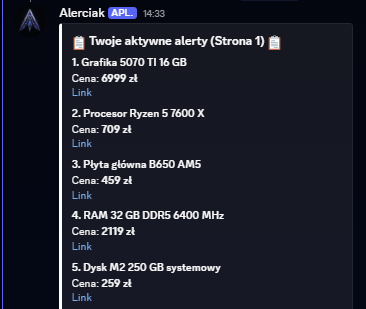 Alerciak APL. 14:33
📋 Twoje aktywne alerty (Strona 1) 📋
1. Grafika 5070 TI 16 GB
Cena: 6999 zł
Link
2. Procesor Ryzen 5 7600 X
Cena: 709 zł
Link
3. Płyta główna B650 AM5
Cena: 459 zł
Link
4. RAM 32 GB DDR5 6400 MHz
Cena: 2119 zł
Link
5. Dysk M2 250 GB systemowy
Cena: 259 zł
Link